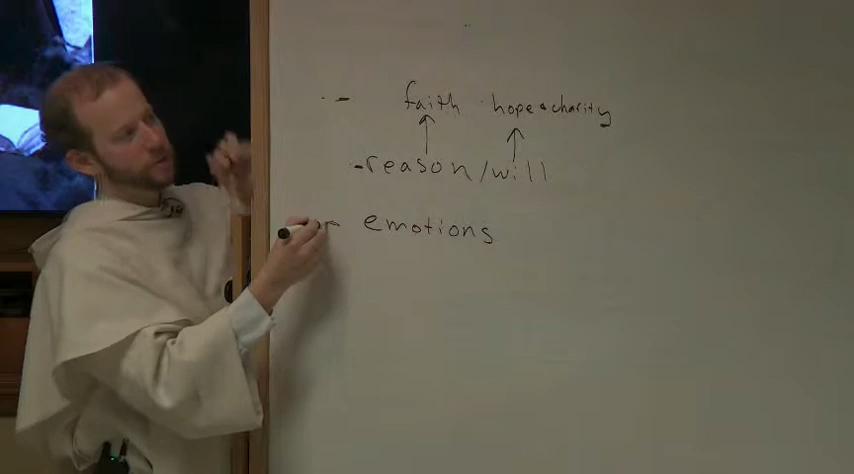 - faith hope & charity
- reason/will
- emotions